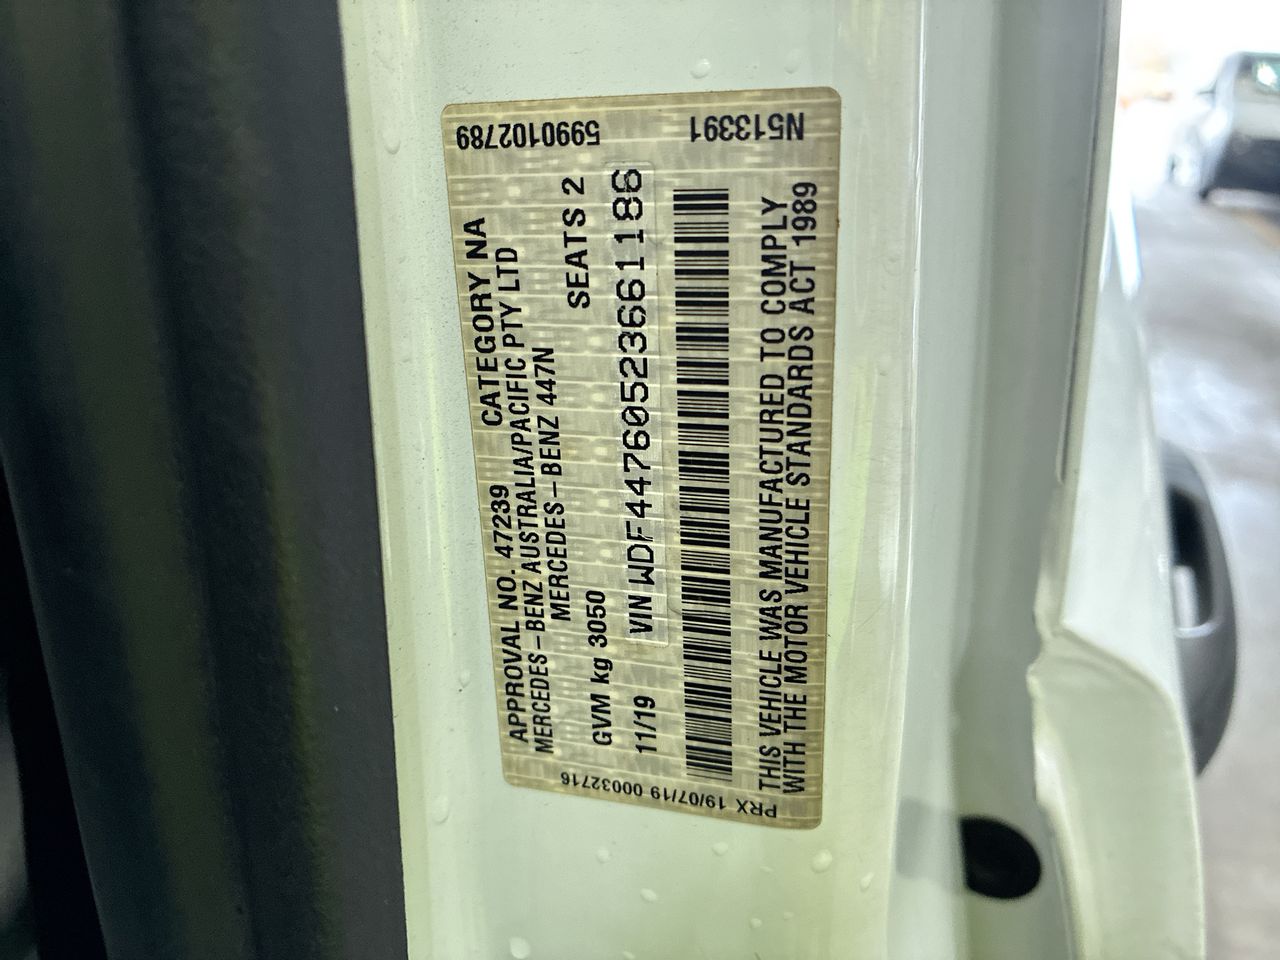 5990102789
N513391
APPROVAL NO. 47239 CATEGORY NA
MERCEDES-BENZ AUSTRALIA/PACIFIC PTY LTD
MERCEDES-BENZ 447N
GVM kg 3050 SEATS 2
11/19 VIN WDF44760523661186
THIS VEHICLE WAS MANUFACTURED TO COMPLY
WITH THE MOTOR VEHICLE STANDARDS ACT 1989
PRX 19/07/19 00032716